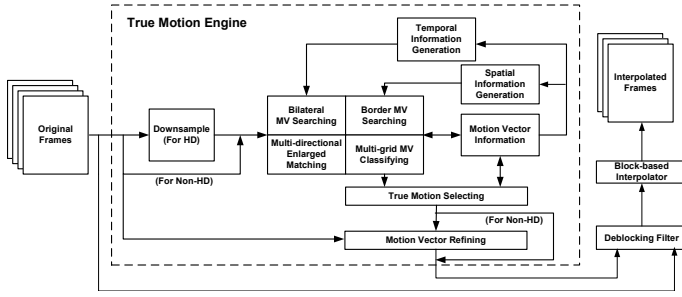 True Motion Engine
Temporal
Information
Generation
Spatial
Information
Generation
Interpolated
Frames
Original
Frames
Downsample
(For HD)
Bilateral
MV Searching
Border MV
Searching
Multi-directional
Enlarged
Matching
Multi-grid MV
Classifying
Motion Vector
Information
(For Non-HD)
Block-based
Interpolator
True Motion Selecting
(For Non-HD)
Motion Vector Refining
Deblocking Filter